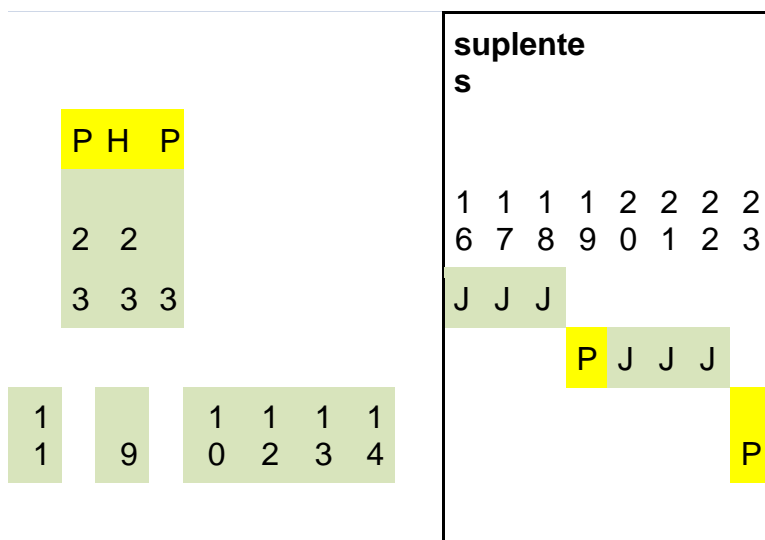 suplente
s
P H P
1 1 1 1 2 2 2 2
2 2
6 7 8 9 0 1 2 3
3 3 3
J J J
P J J J
1 1 1 1 1
1 9 0 2 3 4
P